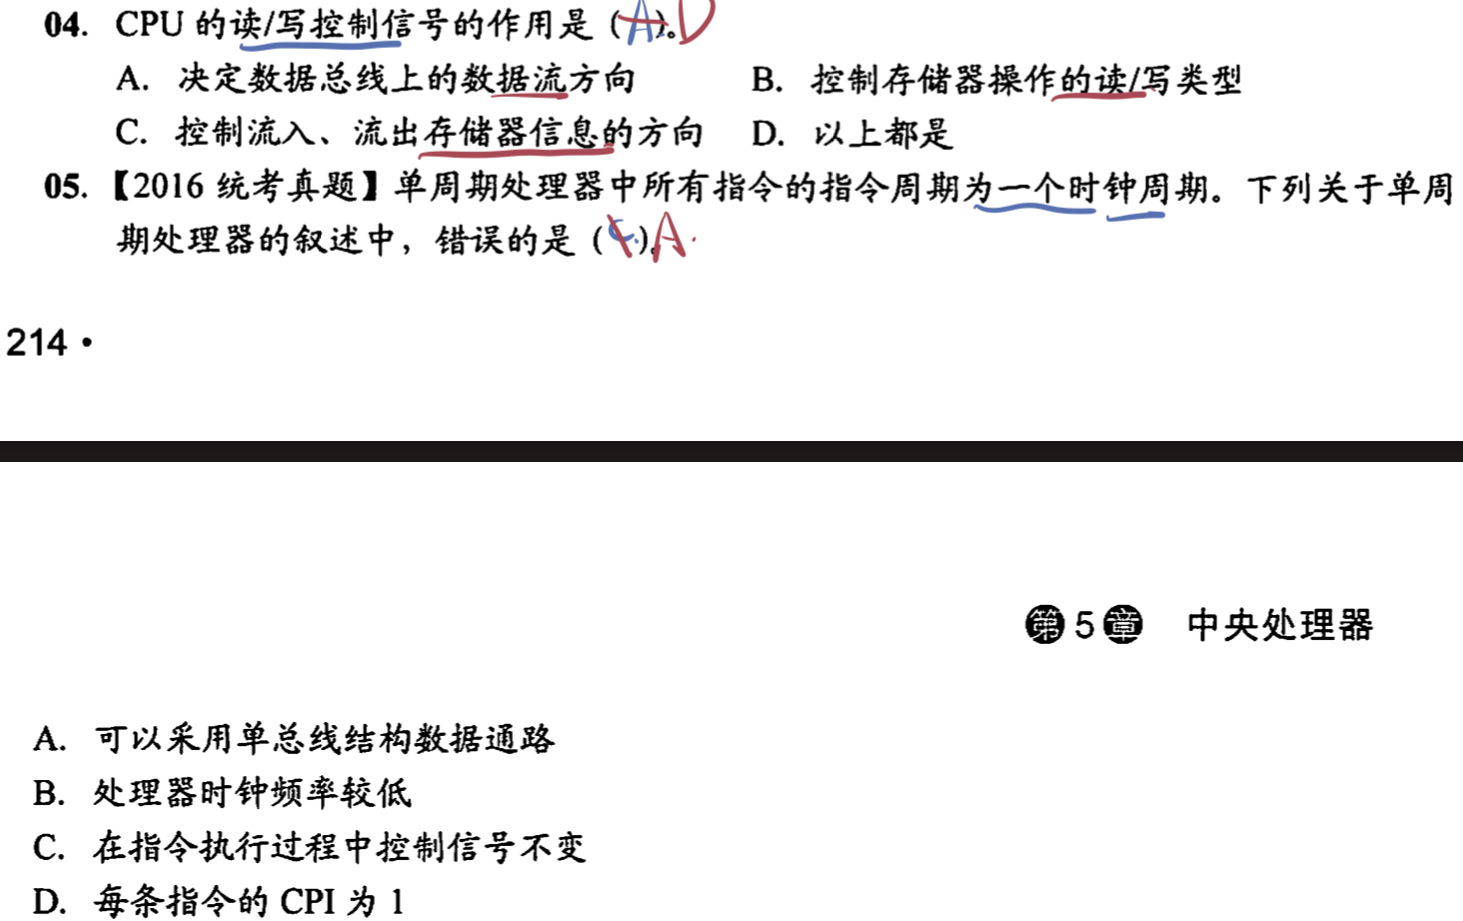 04. CPU 的读/写控制信号的作用是（A）。D
A. 决定数据总线上的数据流方向 B. 控制存储器操作的读/写类型
C. 控制流入、流出存储器信息的方向 D. 以上都是
05.【2016 统考真题】单周期处理器中所有指令的指令周期为一个时钟周期。下列关于单周
期处理器的叙述中，错误的是（C.）。A.
214 •
第5章 中央处理器
A. 可以采用单总线结构数据通路
B. 处理器时钟频率较低
C. 在指令执行过程中控制信号不变
D. 每条指令的 CPI 为 1